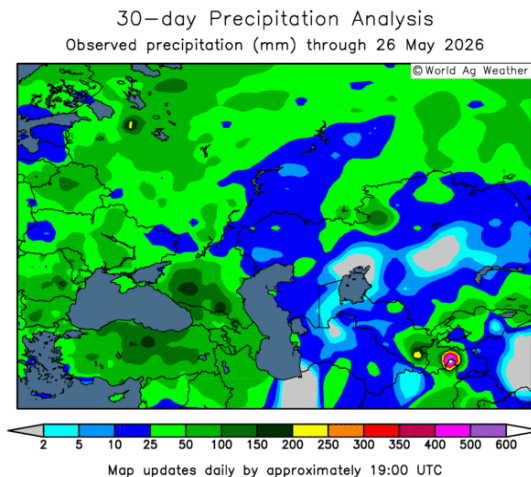 30-day Precipitation Analysis
Observed precipitation (mm) through 26 May 2026
©World Ag Weather
2 5 10 25 50 100 150 200 250 300 350 400 500 600
Map updates daily by approximately 19:00 UTC